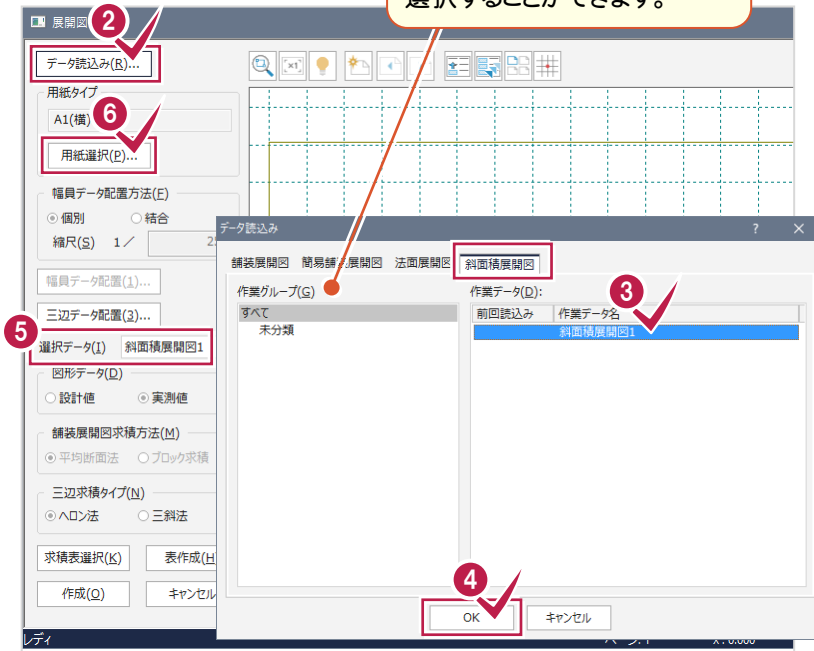 選択することができます。
展開図
2
データ読込み(R)...
用紙タイプ
A1(横)
6
用紙選択(P)...
幅員データ配置方法(F)
個別
結合
縮尺(S) 1／
幅員データ配置(1)...
三辺データ配置(3)...
5
選択データ(I) 斜面積展開図1
図形データ(D)
設計値
実測値
舗装展開図求積方法(M)
平均断面法
ブロック求積
三辺求積タイプ(N)
ヘロン法
三斜法
求積表選択(K)
表作成(H
作成(O)
キャンセル
レディ
データ読込み
? ×
舗装展開図 簡易舗装展開図 法面展開図 斜面積展開図
作業グループ(G)
すべて
未分類
作業データ(D):
3
前回読込み 作業データ名
斜面積展開図1
4
OK
キャンセル